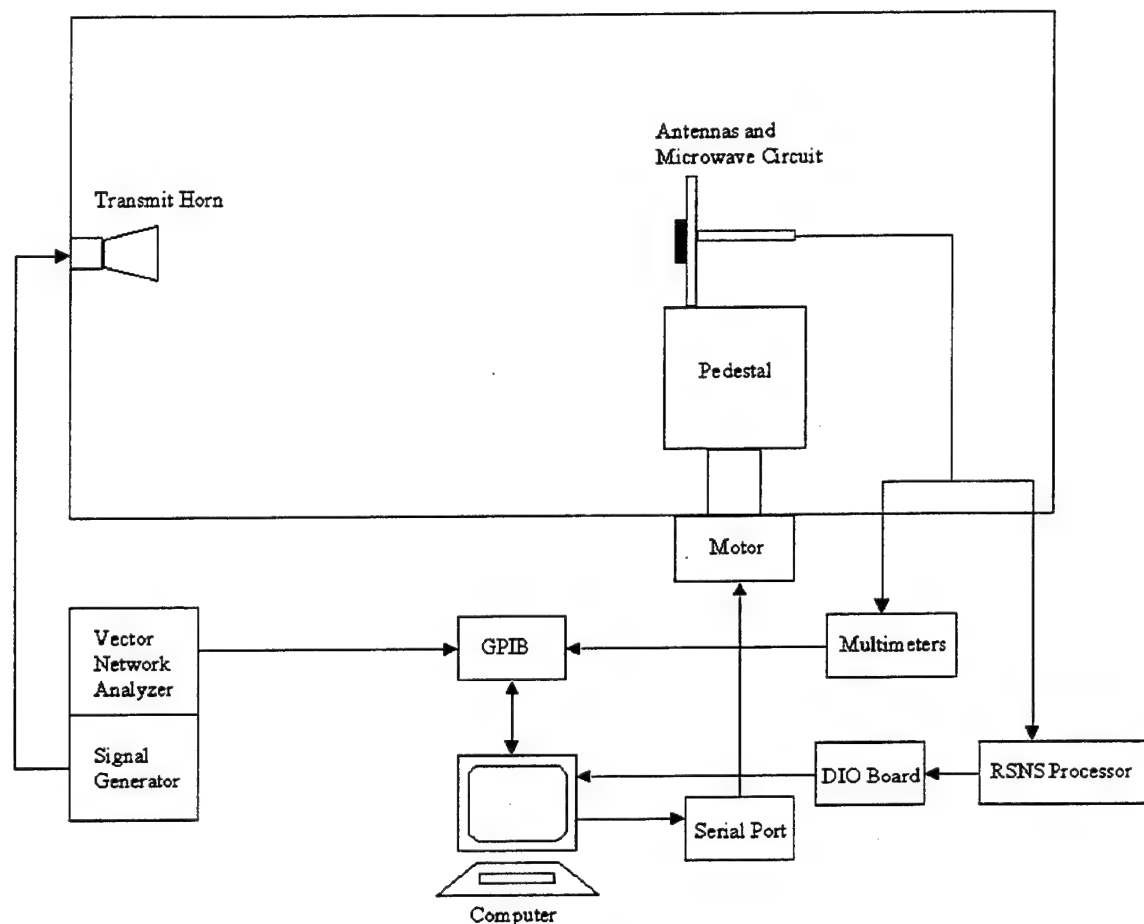 Antennas and
Microwave Circuit
Transmit Horn
Pedestal
Motor
Vector
Network
Analyzer
GPIB
Multimeters
Signal
Generator
DIO Board
RSNS Processor
Serial Port
Computer